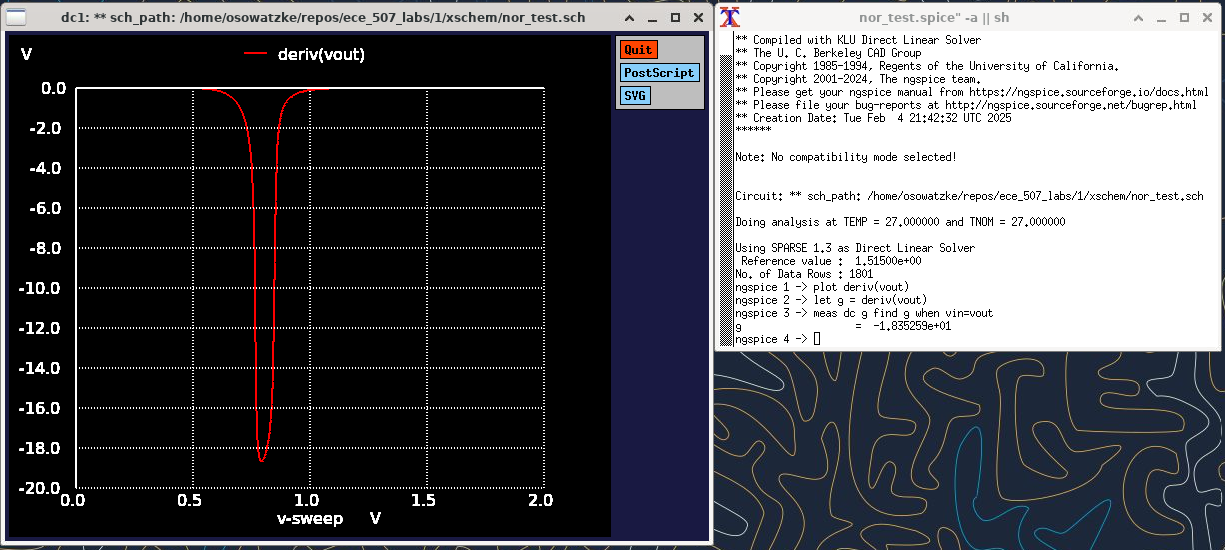 dc1: ** sch_path: /home/osowatzke/repos/ece_507_labs/1/xschem/nor_test.sch
V
deriv(vout)
Quit
PostScript
SVG
0.0
-2.0
-4.0
-6.0
-8.0
-10.0
-12.0
-14.0
-16.0
-18.0
-20.0
0.0 0.5 1.0 1.5 2.0
v-sweep V
nor_test.spice" -a || sh
** Compiled with KLU Direct Linear Solver
** The U. C. Berkeley CAD Group
** Copyright 1985-1994, Regents of the University of California.
** Copyright 2001-2024, The ngspice team.
** Please get your ngspice manual from https://ngspice.sourceforge.io/docs.html
** Please file your bug-reports at http://ngspice.sourceforge.net/bugrep.html
** Creation Date: Tue Feb  4 21:42:32 UTC 2025
******
Note: No compatibility mode selected!
Circuit: ** sch_path: /home/osowatzke/repos/ece_507_labs/1/xschem/nor_test.sch
Doing analysis at TEMP = 27.000000 and TNOM = 27.000000
Using SPARSE 1.3 as Direct Linear Solver
Reference value :  1.51500e+00
No. of Data Rows : 1801
ngspice 1 -> plot deriv(vout)
ngspice 2 -> let g = deriv(vout)
ngspice 3 -> meas dc g find g when vin=vout
g                   =  -1.835259e+01
ngspice 4 ->